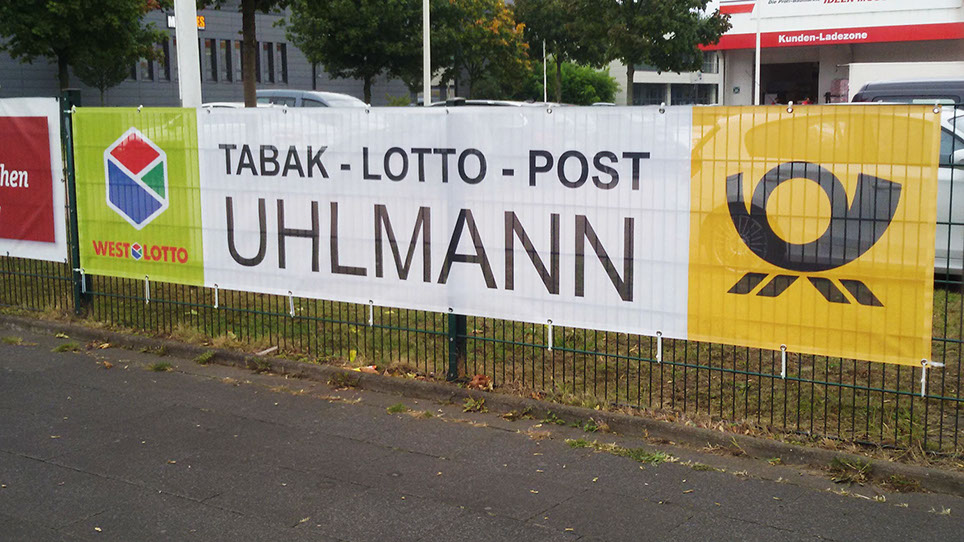 Kunden-Ladezone
hen
TABAK - LOTTO - POST
UHLMANN
WEST LOTTO